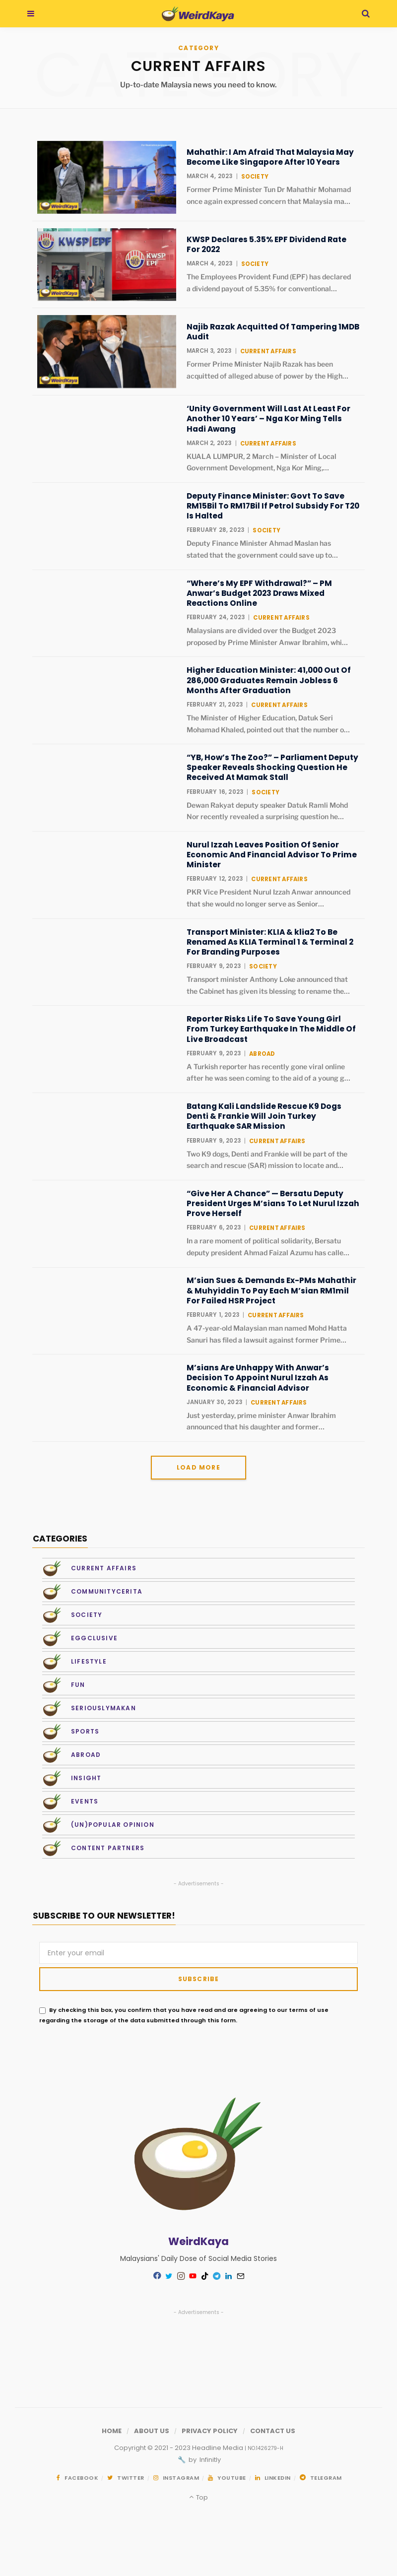 WeirdKaya
CATEGORY
CURRENT AFFAIRS
Up-to-date Malaysia news you need to know.
Mahathir: I Am Afraid That Malaysia May
Become Like Singapore After 10 Years
MARCH 4, 2023 | SOCIETY
Former Prime Minister Tun Dr Mahathir Mohamad
once again expressed concern that Malaysia ma...
WeirdKaya
KWSP Declares 5.35% EPF Dividend Rate
For 2022
MARCH 4, 2023 | SOCIETY
The Employees Provident Fund (EPF) has declared
a dividend payout of 5.35% for conventional...
KWSP EPF
KWSP
EPF
WeirdKaya
Najib Razak Acquitted Of Tampering 1MDB
Audit
MARCH 3, 2023 | CURRENT AFFAIRS
Former Prime Minister Najib Razak has been
acquitted of alleged abuse of power by the High...
WeirdKaya
‘Unity Government Will Last At Least For
Another 10 Years’ – Nga Kor Ming Tells
Hadi Awang
MARCH 2, 2023 | CURRENT AFFAIRS
KUALA LUMPUR, 2 March – Minister of Local
Government Development, Nga Kor Ming,...
Deputy Finance Minister: Govt To Save
RM15Bil To RM17Bil If Petrol Subsidy For T20
Is Halted
FEBRUARY 28, 2023 | SOCIETY
Deputy Finance Minister Ahmad Maslan has
stated that the government could save up to...
“Where’s My EPF Withdrawal?” – PM
Anwar’s Budget 2023 Draws Mixed
Reactions Online
FEBRUARY 24, 2023 | CURRENT AFFAIRS
Malaysians are divided over the Budget 2023
proposed by Prime Minister Anwar Ibrahim, whi...
Higher Education Minister: 41,000 Out Of
286,000 Graduates Remain Jobless 6
Months After Graduation
FEBRUARY 21, 2023 | CURRENT AFFAIRS
The Minister of Higher Education, Datuk Seri
Mohamad Khaled, pointed out that the number o...
“YB, How’s The Zoo?” – Parliament Deputy
Speaker Reveals Shocking Question He
Received At Mamak Stall
FEBRUARY 16, 2023 | SOCIETY
Dewan Rakyat deputy speaker Datuk Ramli Mohd
Nor recently revealed a surprising question he...
Nurul Izzah Leaves Position Of Senior
Economic And Financial Advisor To Prime
Minister
FEBRUARY 12, 2023 | CURRENT AFFAIRS
PKR Vice President Nurul Izzah Anwar announced
that she would no longer serve as Senior...
Transport Minister: KLIA & klia2 To Be
Renamed As KLIA Terminal 1 & Terminal 2
For Branding Purposes
FEBRUARY 9, 2023 | SOCIETY
Transport minister Anthony Loke announced that
the Cabinet has given its blessing to rename the...
Reporter Risks Life To Save Young Girl
From Turkey Earthquake In The Middle Of
Live Broadcast
FEBRUARY 9, 2023 | ABROAD
A Turkish reporter has recently gone viral online
after he was seen coming to the aid of a young g...
Batang Kali Landslide Rescue K9 Dogs
Denti & Frankie Will Join Turkey
Earthquake SAR Mission
FEBRUARY 9, 2023 | CURRENT AFFAIRS
Two K9 dogs, Denti and Frankie will be part of the
search and rescue (SAR) mission to locate and...
“Give Her A Chance” — Bersatu Deputy
President Urges M’sians To Let Nurul Izzah
Prove Herself
FEBRUARY 6, 2023 | CURRENT AFFAIRS
In a rare moment of political solidarity, Bersatu
deputy president Ahmad Faizal Azumu has calle...
M’sian Sues & Demands Ex-PMs Mahathir
& Muhyiddin To Pay Each M’sian RM1mil
For Failed HSR Project
FEBRUARY 1, 2023 | CURRENT AFFAIRS
A 47-year-old Malaysian man named Mohd Hatta
Sanuri has filed a lawsuit against former Prime...
M’sians Are Unhappy With Anwar’s
Decision To Appoint Nurul Izzah As
Economic & Financial Advisor
JANUARY 30, 2023 | CURRENT AFFAIRS
Just yesterday, prime minister Anwar Ibrahim
announced that his daughter and former...
LOAD MORE
CATEGORIES
CURRENT AFFAIRS
COMMUNITYCERITA
SOCIETY
EGGCLUSIVE
LIFESTYLE
FUN
SERIOUSLYMAKAN
SPORTS
ABROAD
INSIGHT
EVENTS
(UN)POPULAR OPINION
CONTENT PARTNERS
- Advertisements -
SUBSCRIBE TO OUR NEWSLETTER!
Enter your email
SUBSCRIBE
By checking this box, you confirm that you have read and are agreeing to our terms of use
regarding the storage of the data submitted through this form.
WeirdKaya
Malaysians' Daily Dose of Social Media Stories
- Advertisements -
HOME / ABOUT US / PRIVACY POLICY / CONTACT US
Copyright © 2021 - 2023 Headline Media | NO.1426279-H
🔧 by Infinitly
FACEBOOK / TWITTER / INSTAGRAM / YOUTUBE / LINKEDIN / TELEGRAM
Top